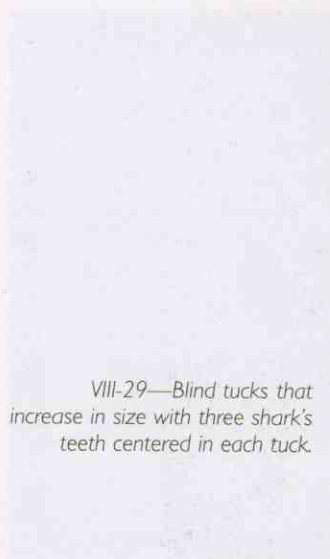 VIII-29—Blind tucks that
increase in size with three shark's
teeth centered in each tuck.